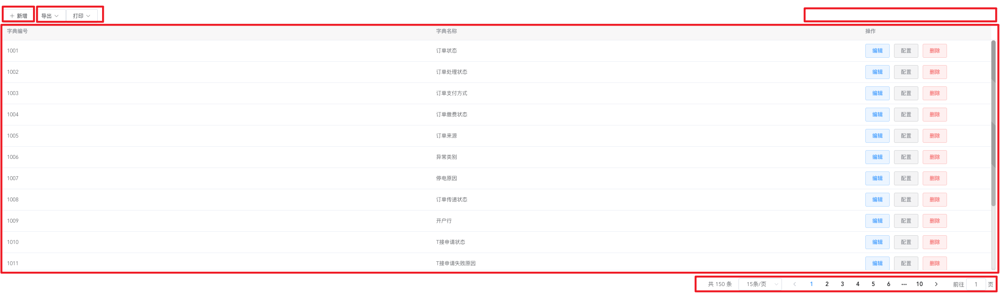 新增 导出 打印
字典编号 字典名称 操作
1001 订单状态 编辑 配置 删除
1002 订单处理状态 编辑 配置 删除
1003 订单支付方式 编辑 配置 删除
1004 订单缴费状态 编辑 配置 删除
1005 订单来源 编辑 配置 删除
1006 异常类别 编辑 配置 删除
1007 停电原因 编辑 配置 删除
1008 订单传递状态 编辑 配置 删除
1009 开户行 编辑 配置 删除
1010 T接申请状态 编辑 配置 删除
1011 T接申请失败原因 编辑 配置 删除
共 150 条 15条/页 1 2 3 4 5 6 ••• 10 前往 1 页